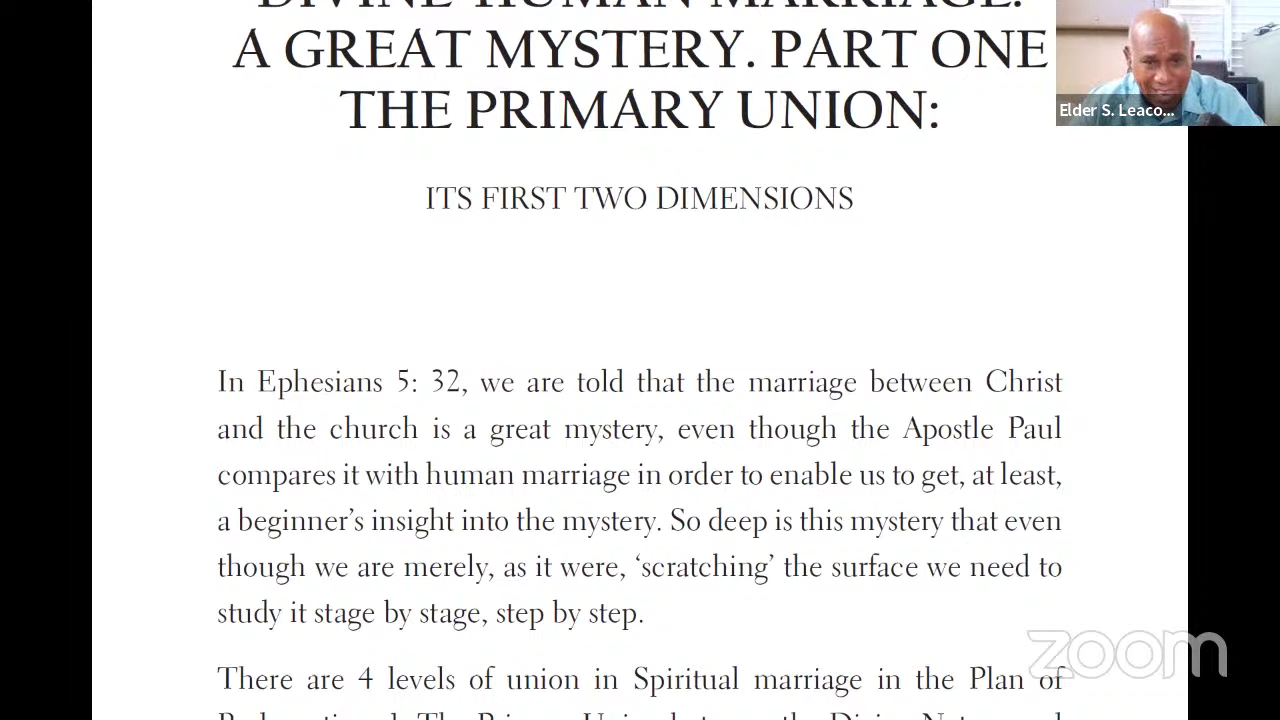 DIVINE-HUMAN MARRIAGE:
A GREAT MYSTERY. PART ONE
THE PRIMARY UNION:
Elder S. Leaco...
ITS FIRST TWO DIMENSIONS
In Ephesians 5: 32, we are told that the marriage between Christ
and the church is a great mystery, even though the Apostle Paul
compares it with human marriage in order to enable us to get, at least,
a beginner’s insight into the mystery. So deep is this mystery that even
though we are merely, as it were, ‘scratching’ the surface we need to
study it stage by stage, step by step.
zoom
There are 4 levels of union in Spiritual marriage in the Plan of